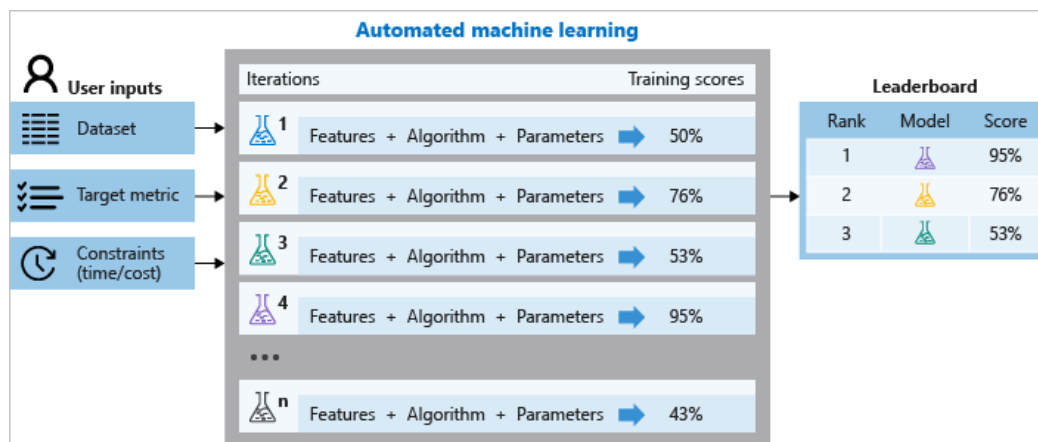 Automated machine learning
User inputs
Dataset
Target metric
Constraints
(time/cost)
Iterations Training scores
1 Features + Algorithm + Parameters 50%
2 Features + Algorithm + Parameters 76%
3 Features + Algorithm + Parameters 53%
4 Features + Algorithm + Parameters 95%
...
n Features + Algorithm + Parameters 43%
Leaderboard
Rank Model Score
1 95%
2 76%
3 53%